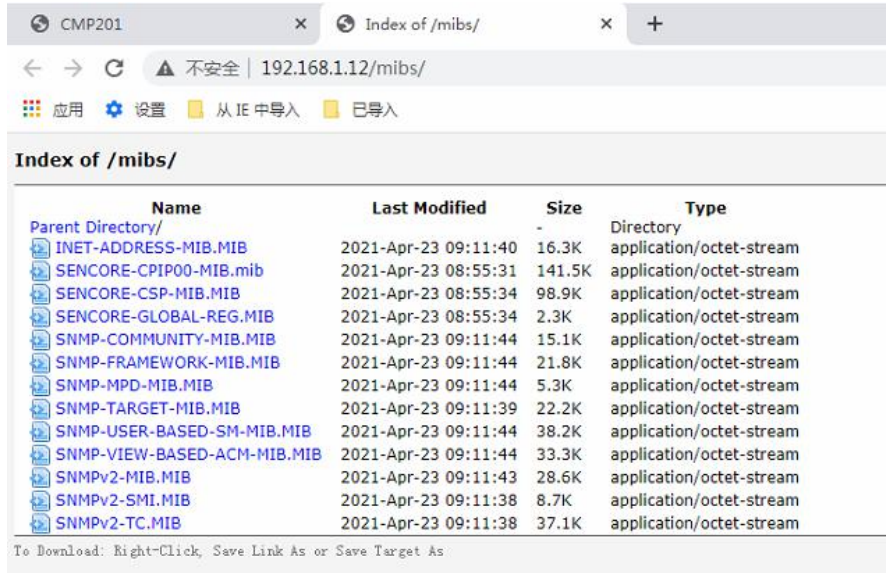 CMP201 × Index of /mibs/ × +
不安全 | 192.168.1.12/mibs/
应用 设置 从 IE 中导入 已导入
Index of /mibs/
Name Last Modified Size Type
Parent Directory/ - Directory
INET-ADDRESS-MIB.MIB 2021-Apr-23 09:11:40 16.3K application/octet-stream
SENCORE-CPIP00-MIB.mib 2021-Apr-23 08:55:31 141.5K application/octet-stream
SENCORE-CSP-MIB.MIB 2021-Apr-23 08:55:34 98.9K application/octet-stream
SENCORE-GLOBAL-REG.MIB 2021-Apr-23 08:55:34 2.3K application/octet-stream
SNMP-COMMUNITY-MIB.MIB 2021-Apr-23 09:11:44 15.1K application/octet-stream
SNMP-FRAMEWORK-MIB.MIB 2021-Apr-23 09:11:44 21.8K application/octet-stream
SNMP-MPD-MIB.MIB 2021-Apr-23 09:11:44 5.3K application/octet-stream
SNMP-TARGET-MIB.MIB 2021-Apr-23 09:11:39 22.2K application/octet-stream
SNMP-USER-BASED-SM-MIB.MIB 2021-Apr-23 09:11:44 38.2K application/octet-stream
SNMP-VIEW-BASED-ACM-MIB.MIB 2021-Apr-23 09:11:44 33.3K application/octet-stream
SNMPv2-MIB.MIB 2021-Apr-23 09:11:43 28.6K application/octet-stream
SNMPv2-SMI.MIB 2021-Apr-23 09:11:38 8.7K application/octet-stream
SNMPv2-TC.MIB 2021-Apr-23 09:11:38 37.1K application/octet-stream
To Download: Right-Click, Save Link As or Save Target As